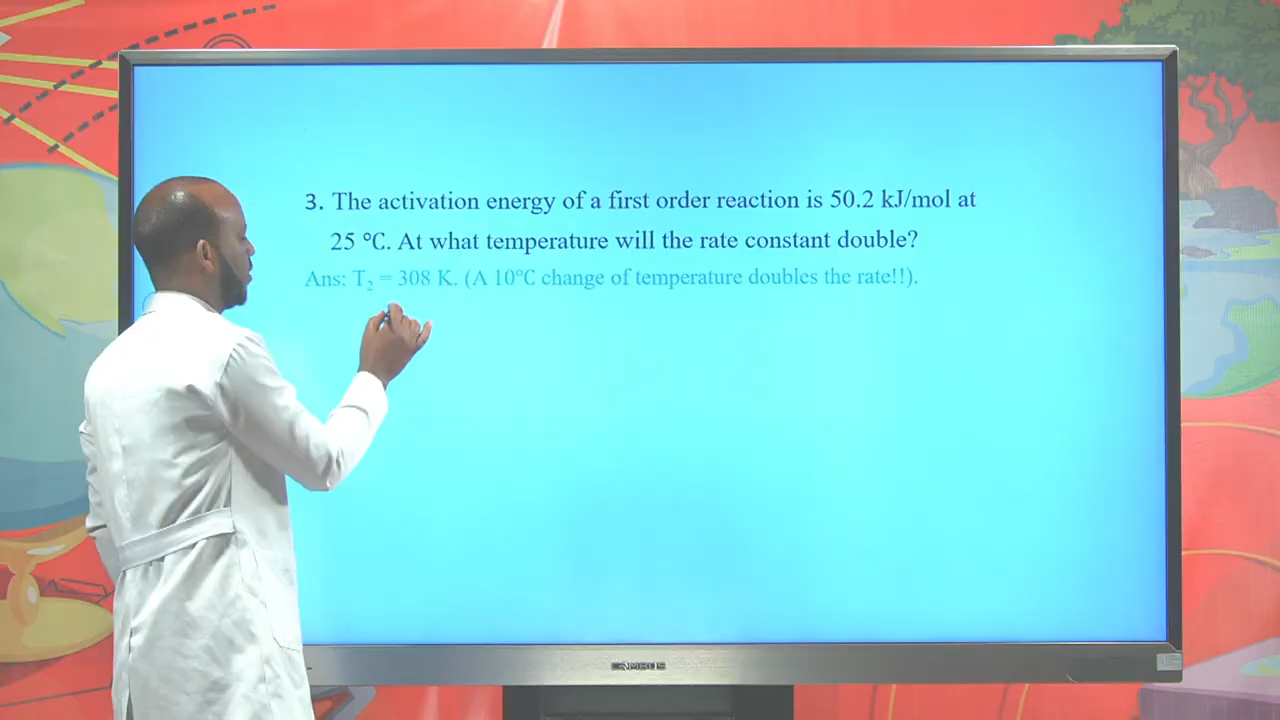 3. The activation energy of a first order reaction is 50.2 kJ/mol at
25 °C. At what temperature will the rate constant double?
Ans: T₂ = 308 K. (A 10°C change of temperature doubles the rate!!).